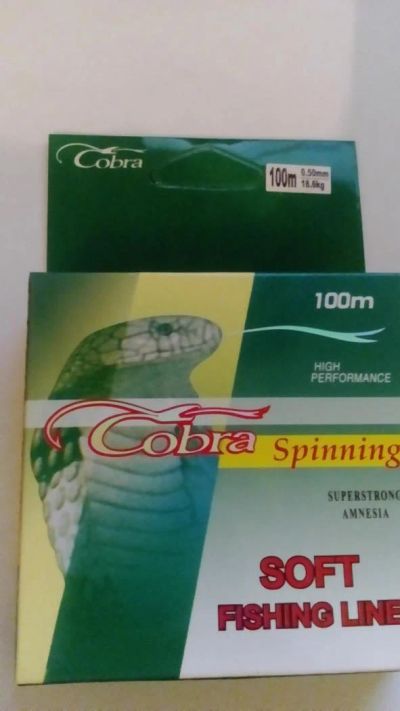 Cobra
100m 0.50mm
18.6kg
100m
HIGH
PERFORMANCE
Cobra Spinning
SUPERSTRONG
AMNESIA
SOFT
FISHING LINE